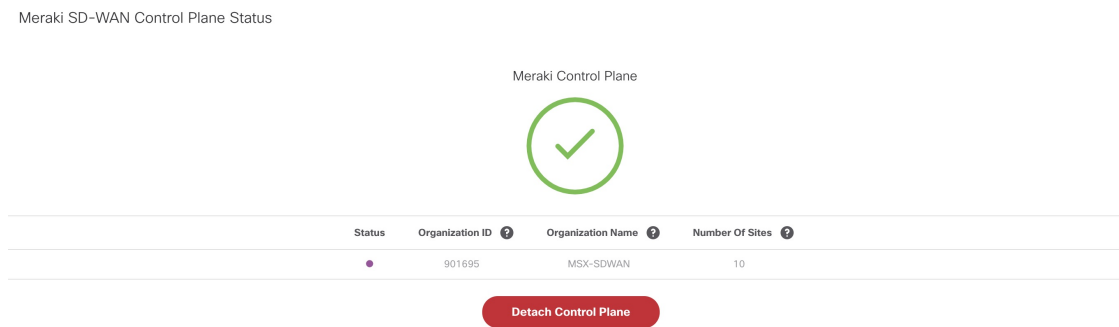 Meraki SD-WAN Control Plane Status
Meraki Control Plane
Status Organization ID ? Organization Name ? Number Of Sites ?
901695 MSX-SDWAN 10
Detach Control Plane